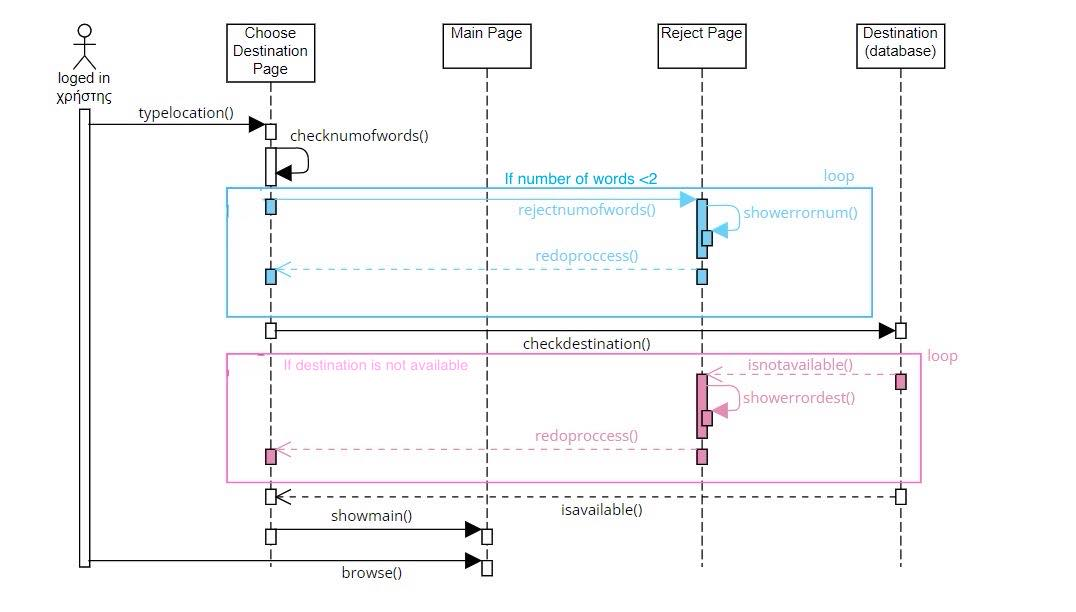 Choose
Destination
Page
Main Page
Reject Page
Destination
(database)
loged in
χρήστης
typelocation()
checknumofwords()
If number of words <2
loop
rejectnumofwords()
showerrornum()
redoproccess()
checkdestination()
loop
If destination is not available
isnotavailable()
showerrordest()
redoproccess()
isavailable()
showmain()
browse()